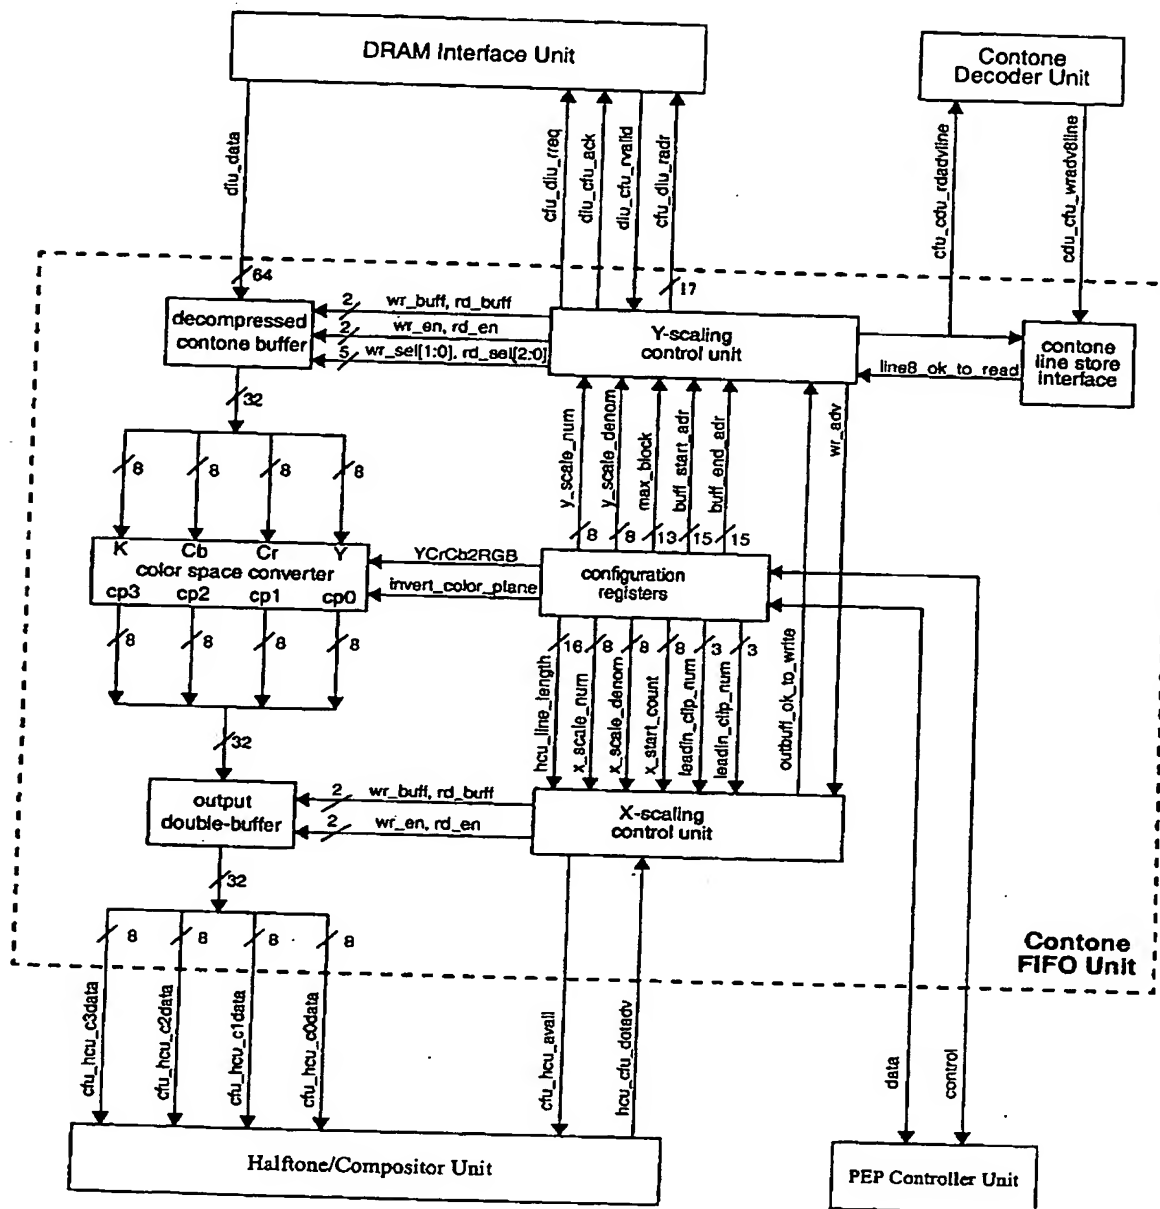 DRAM Interface Unit
Contone
Decoder Unit
diu_data
cfu_diu_rreq
diu_cfu_ack
diu_cfu_rvalid
cfu_diu_radr
cfu_cdu_rdadvline
cdu_cfu_wradv8line
64
17
decompressed
contone buffer
2
wr_buff, rd_buff
2
wr_en, rd_en
5
wr_sel[1:0], rd_sel[2:0]
Y-scaling
control unit
line8_ok_to_read
contone
line store
interface
32
8
8
8
8
y_scale_num
y_scale_denom
max_block
buff_start_adr
buff_end_adr
wr_adv
8
8
13
15
15
K
Cb
Cr
Y
color space converter
cp3
cp2
cp1
cp0
YCrCb2RGB
invert_color_plane
configuration
registers
8
8
8
8
16
8
8
8
3
3
hcu_line_length
x_scale_num
x_scale_denom
x_start_count
leadin_clip_num
leadin_clip_num
outbuff_ok_to_write
32
output
double-buffer
2
wr_buff, rd_buff
2
wr_en, rd_en
X-scaling
control unit
32
8
8
8
8
Contone
FIFO Unit
cfu_hcu_c3data
cfu_hcu_c2data
cfu_hcu_c1data
cfu_hcu_c0data
cfu_hcu_avail
hcu_cfu_dotadv
data
control
Halftone/Compositor Unit
PEP Controller Unit